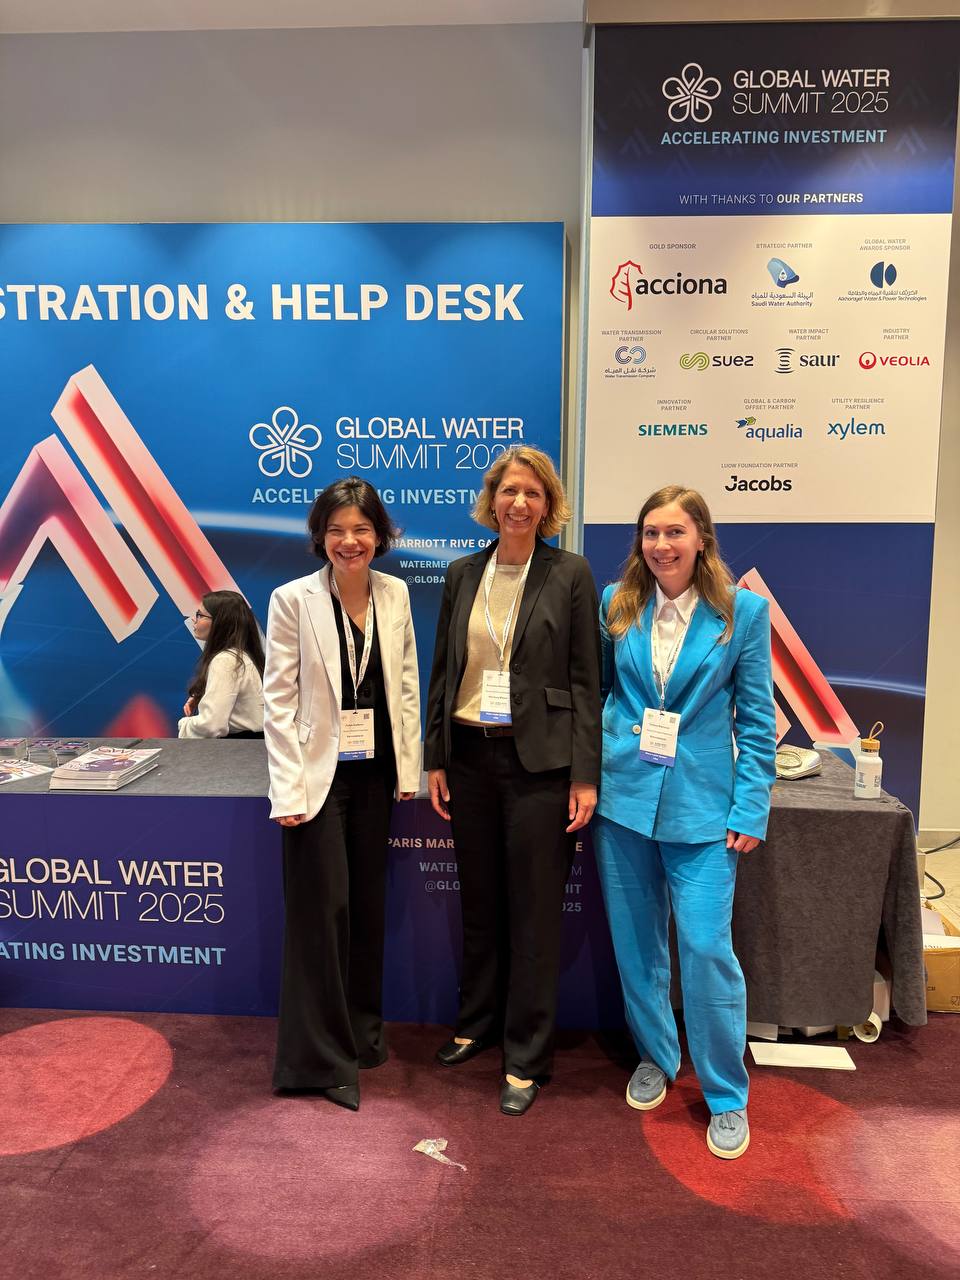 GLOBAL WATER
SUMMIT 2025
ACCELERATING INVESTMENT
WITH THANKS TO OUR PARTNERS
GOLD SPONSOR
acciona
STRATEGIC PARTNER
الهيئة السعودية للمياه
Saudi Water Authority
GLOBAL WATER
AWARDS SPONSOR
Alkhorayef Water & Power Technologies
WATER TRANSMISSION
PARTNER
شركة نقل المياه
Water Transmission Company
CIRCULAR SOLUTIONS
PARTNER
suez
WATER IMPACT
PARTNER
saur
INDUSTRY
PARTNER
VEOLIA
INNOVATION
PARTNER
SIEMENS
GLOBAL & CARBON
OFFSET PARTNER
aqualia
UTILITY RESILIENCE
PARTNER
xylem
LUOW FOUNDATION PARTNER
Jacobs
STRATION & HELP DESK
GLOBAL WATER
SUMMIT 202
ACCELERATING INVESTM
MARRIOTT RIVE GA
WATERME
@GLOBA
GLOBAL WATER
SUMMIT 2025
ATING INVESTMENT
PARIS MAR E
WATE M
@GLO MIT
025